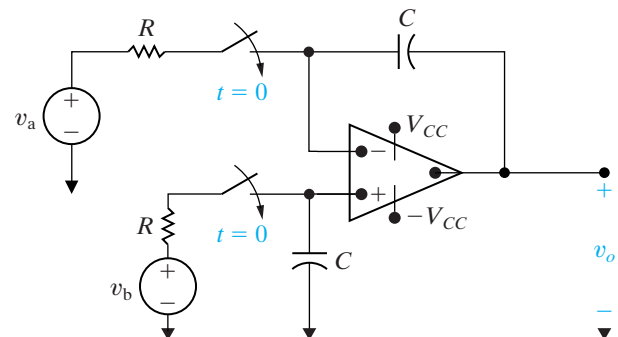 R
C
t = 0
v_a
+
−
V_CC
−
+
−V_CC
R
t = 0
C
v_b
+
−
+
v_o
−